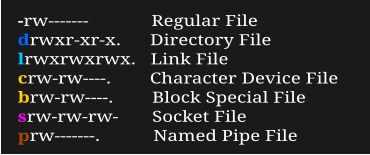 -rw------- Regular File
drwxr-xr-x. Directory File
lrwxrwxrwx. Link File
crw-rw----. Character Device File
brw-rw----. Block Special File
srw-rw-rw- Socket File
prw-------. Named Pipe File